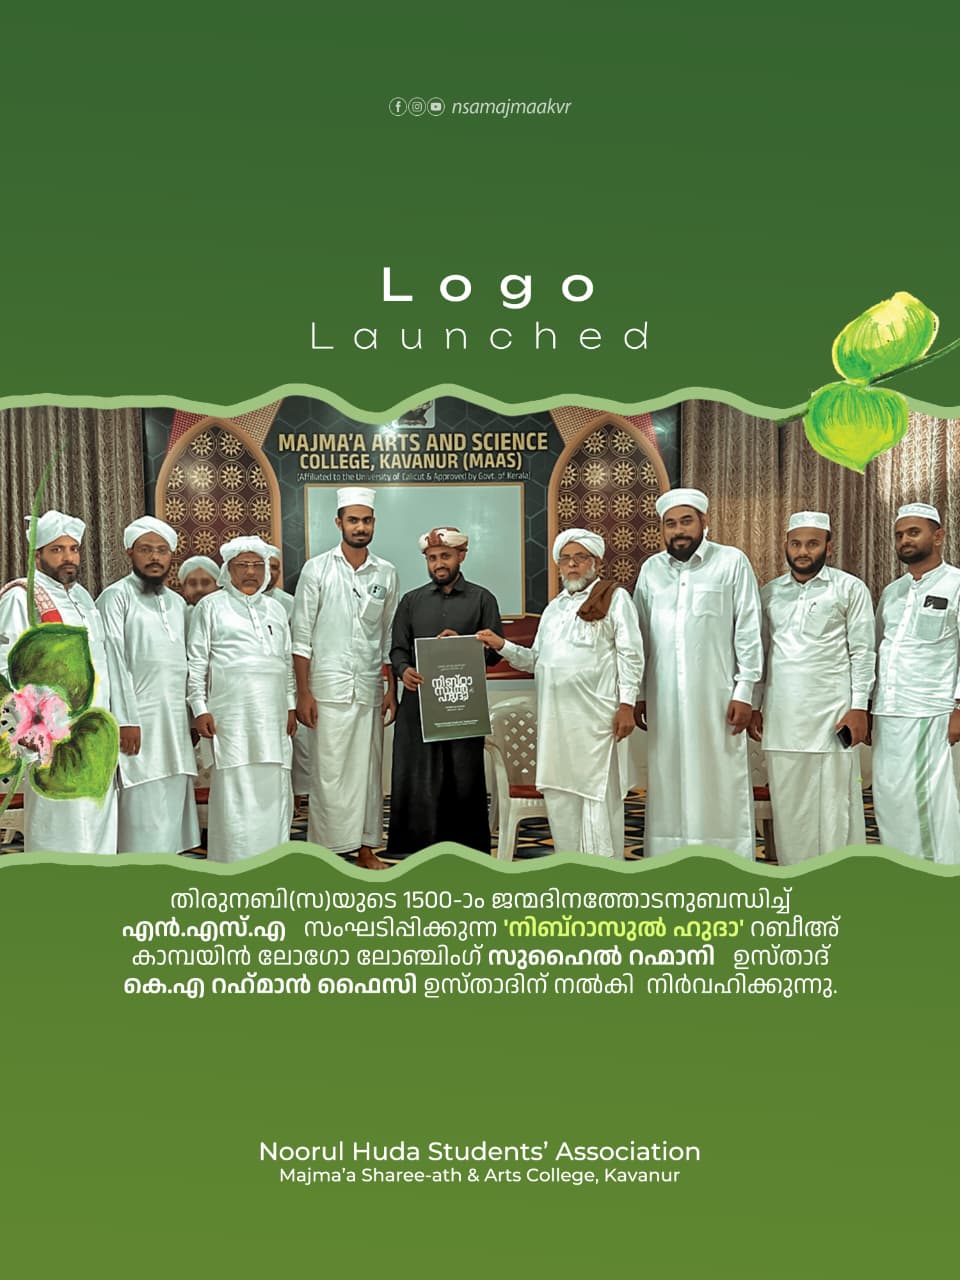 nsamajmaakvr
Logo
Launched
MAJMA'A ARTS AND SCIENCE
COLLEGE, KAVANUR (MAAS)
(Affiliated to the University of Calicut & Approved by Govt. of Kerala)
നിബ്റാ
സുൽ
ഹുദാ
തിരുനബി(സ)യുടെ 1500-ാം ജന്മദിനത്തോടനുബന്ധിച്ച്
എൻ.എസ്.എ സംഘടിപ്പിക്കുന്ന 'നിബ്റാസുൽ ഹുദാ' റബീഅ്
കാമ്പയിൻ ലോഗോ ലോഞ്ചിംഗ് സുഹൈൽ റഹ്മാനി ഉസ്താദ്
കെ.എ റഹ്‌മാൻ ഫൈസി ഉസ്താദിന് നൽകി നിർവഹിക്കുന്നു.
Noorul Huda Students’ Association
Majma’a Sharee-ath & Arts College, Kavanur